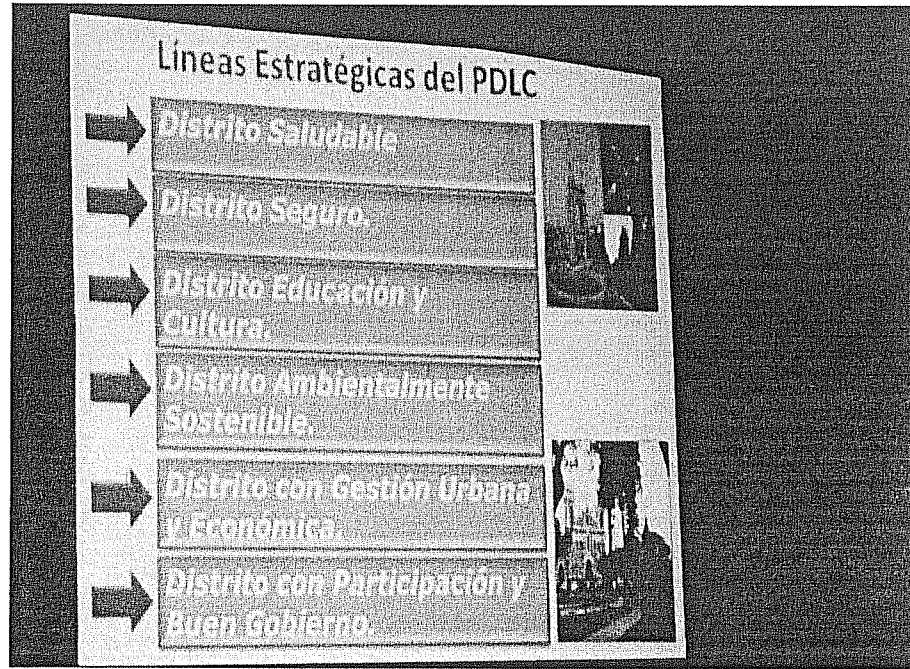 Líneas Estratégicas del PDLC
Distrito Saludable
Distrito Seguro.
Distrito Educación y
Cultura.
Distrito Ambientalmente
Sostenible.
Distrito con Gestión Urbana
y Económica.
Distrito con Participación y
Buen Gobierno.